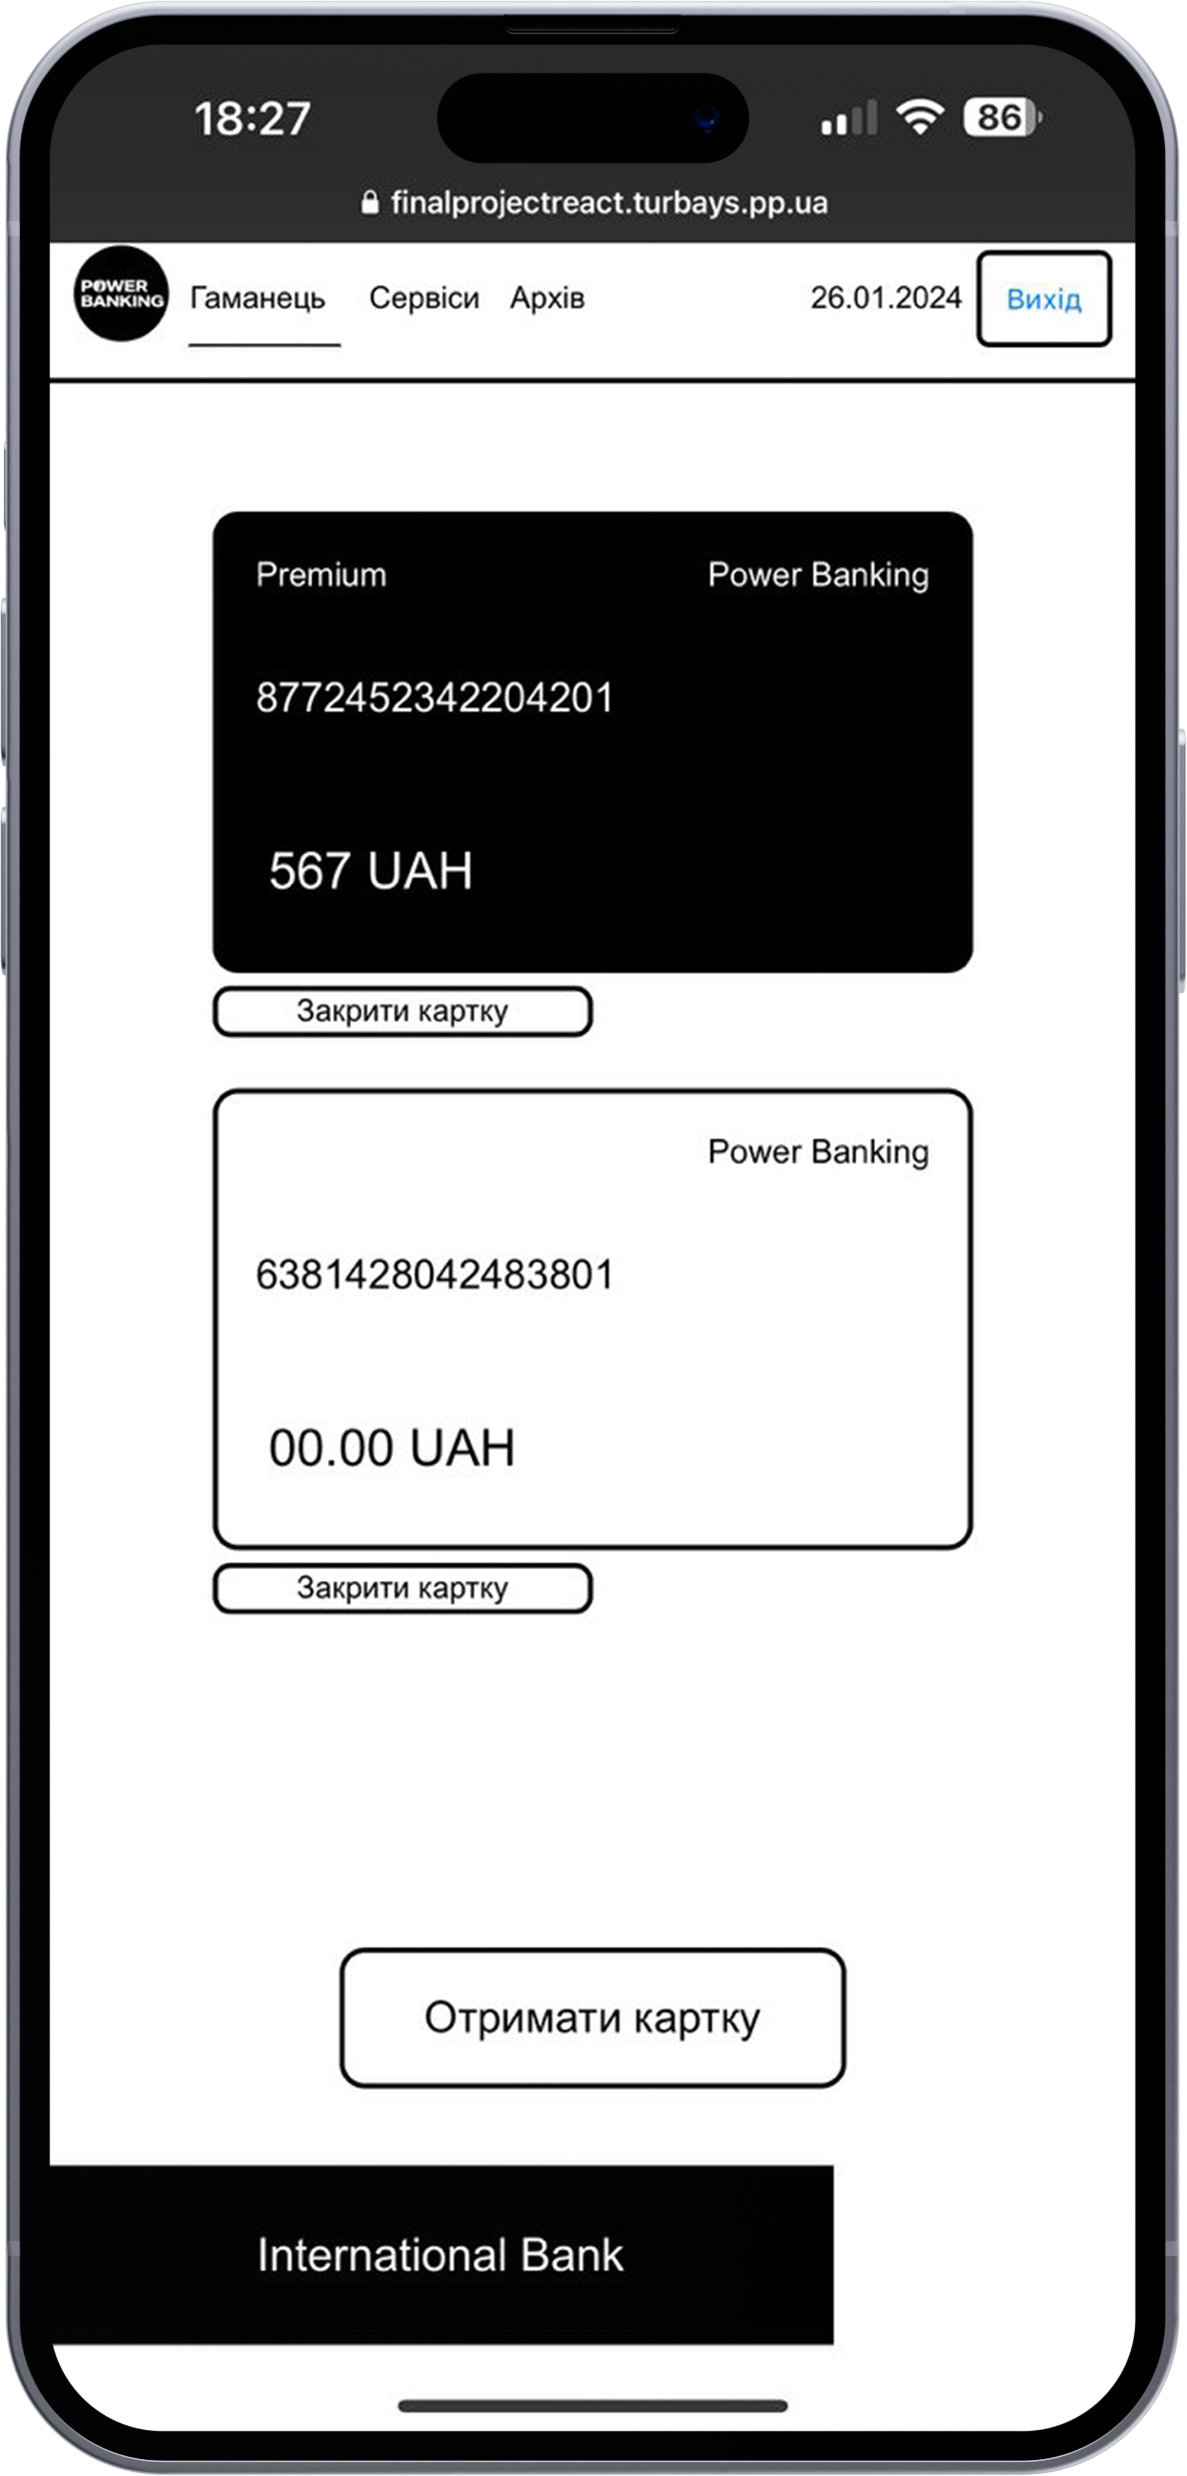 18:27
86
finalprojectreact.turbays.pp.ua
POWER
BANKING
Гаманець Сервіси Архів 26.01.2024 Вихід
Premium Power Banking
8772452342204201
567 UAH
Закрити картку
Power Banking
6381428042483801
00.00 UAH
Закрити картку
Отримати картку
International Bank